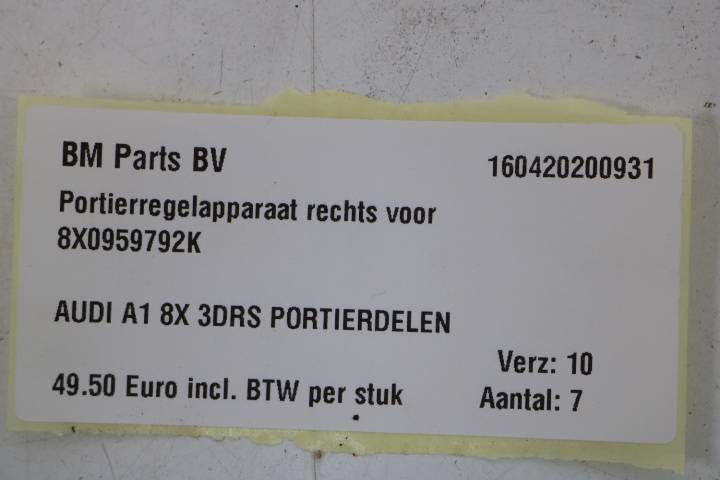 BM Parts BV 160420200931
Portierregelapparaat rechts voor
8X0959792K
AUDI A1 8X 3DRS PORTIERDELEN
Verz: 10
49.50 Euro incl. BTW per stuk Aantal: 7